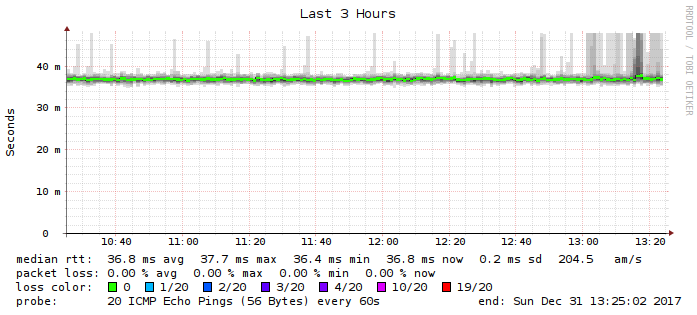 Last 3 Hours
RRDTOOL / TOBI OETIKER
Seconds
40 m
30 m
20 m
10 m
0
10:40 11:00 11:20 11:40 12:00 12:20 12:40 13:00 13:20
median rtt: 36.8 ms avg 37.7 ms max 36.4 ms min 36.8 ms now 0.2 ms sd 204.5 am/s
packet loss: 0.00 % avg 0.00 % max 0.00 % min 0.00 % now
loss color: 0 1/20 2/20 3/20 4/20 10/20 19/20
probe: 20 ICMP Echo Pings (56 Bytes) every 60s end: Sun Dec 31 13:25:02 2017